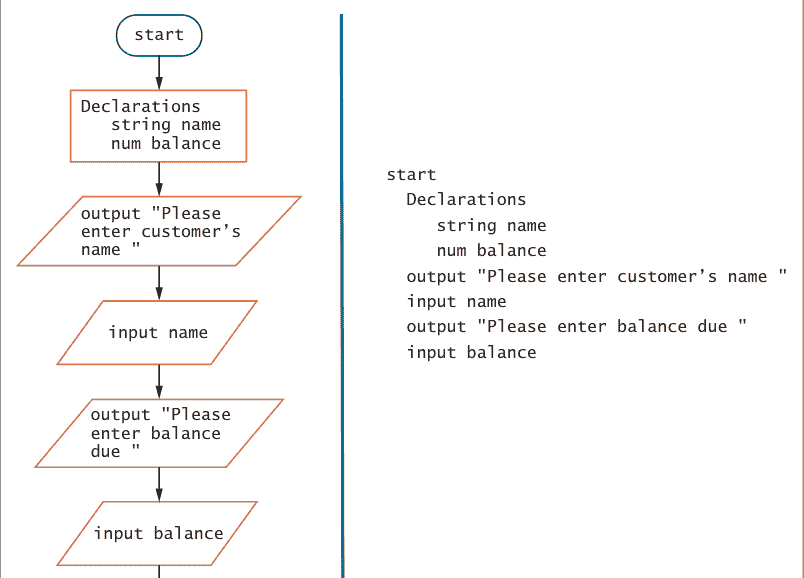 start
Declarations
string name
num balance
output "Please
enter customer’s
name "
input name
output "Please
enter balance
due "
input balance
start
Declarations
string name
num balance
output "Please enter customer’s name "
input name
output "Please enter balance due "
input balance